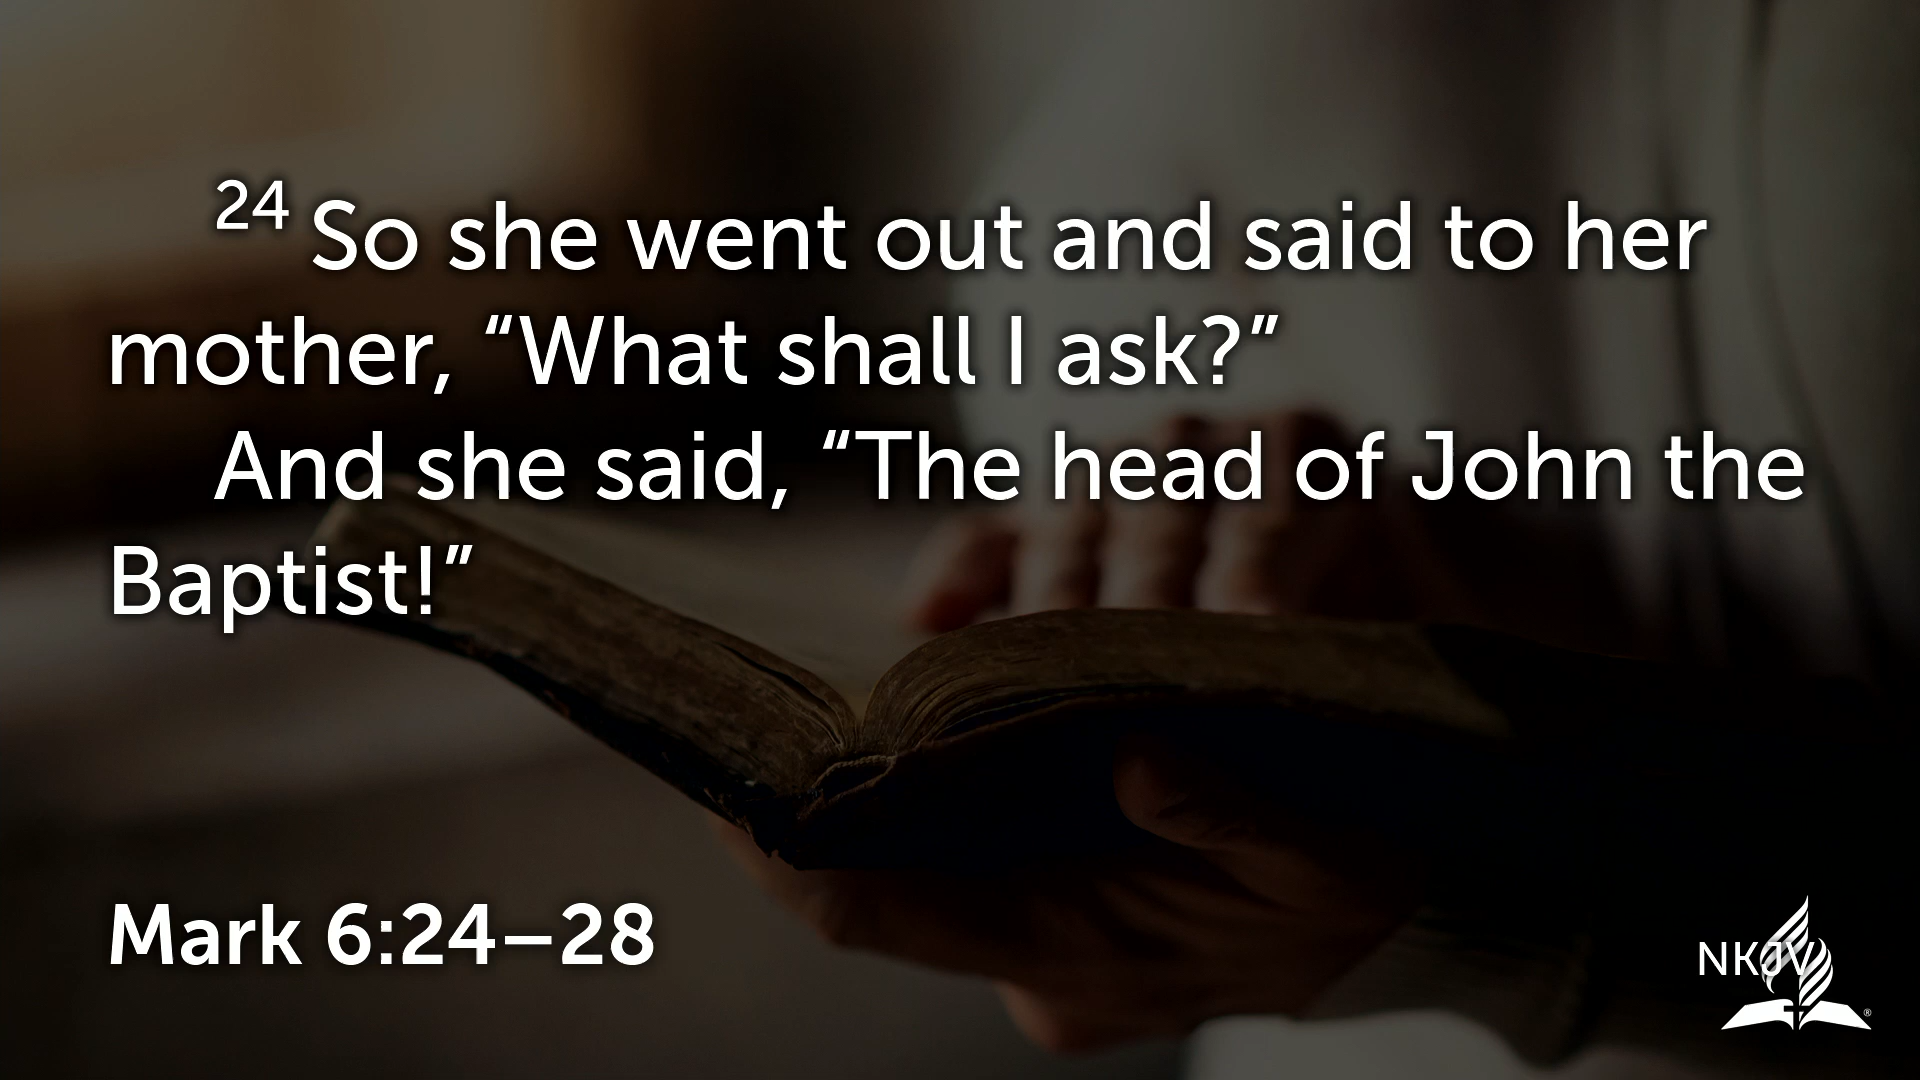 24 So she went out and said to her
mother, “What shall I ask?”
And she said, “The head of John the
Baptist!”
Mark 6:24–28
NKJV
®